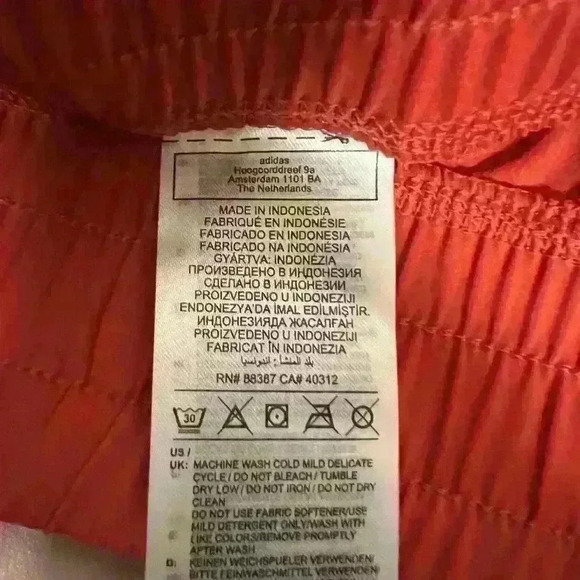 adidas
Hoogoorddreef 9a
Amsterdam 1101 BA
The Netherlands
MADE IN INDONESIA
FABRIQUÉ EN INDONÉSIE
FABRICADO EN INDONESIA
FABRICADO NA INDONÉSIA
GYÁRTVA: INDONÉZIA
ПРОИЗВЕДЕНО В ИНДОНЕЗИЯ
СДЕЛАНО В ИНДОНЕЗИИ
PROIZVEDENO U INDONEZIJI
ENDONEZYA'DA İMAL EDİLMİŞTİR.
ИНДОНЕЗИЯДА ЖАСАЛҒАН
PROIZVEDENO U INDONEZIJI
FABRICAT ÎN INDONEZIA
بلد المنشأ: اندونيسيا
RN# 88387 CA# 40312
30
US /
UK: MACHINE WASH COLD MILD DELICATE
CYCLE / DO NOT BLEACH / TUMBLE
DRY LOW / DO NOT IRON / DO NOT DRY
CLEAN
DO NOT USE FABRIC SOFTENER/USE
MILD DETERGENT ONLY/WASH WITH
LIKE COLORS/REMOVE PROMPTLY
AFTER WASH
D: KEINEN WEICHSPUELER VERWENDEN/
BITTE FEINWASCHMITTEL VERWENDEN/